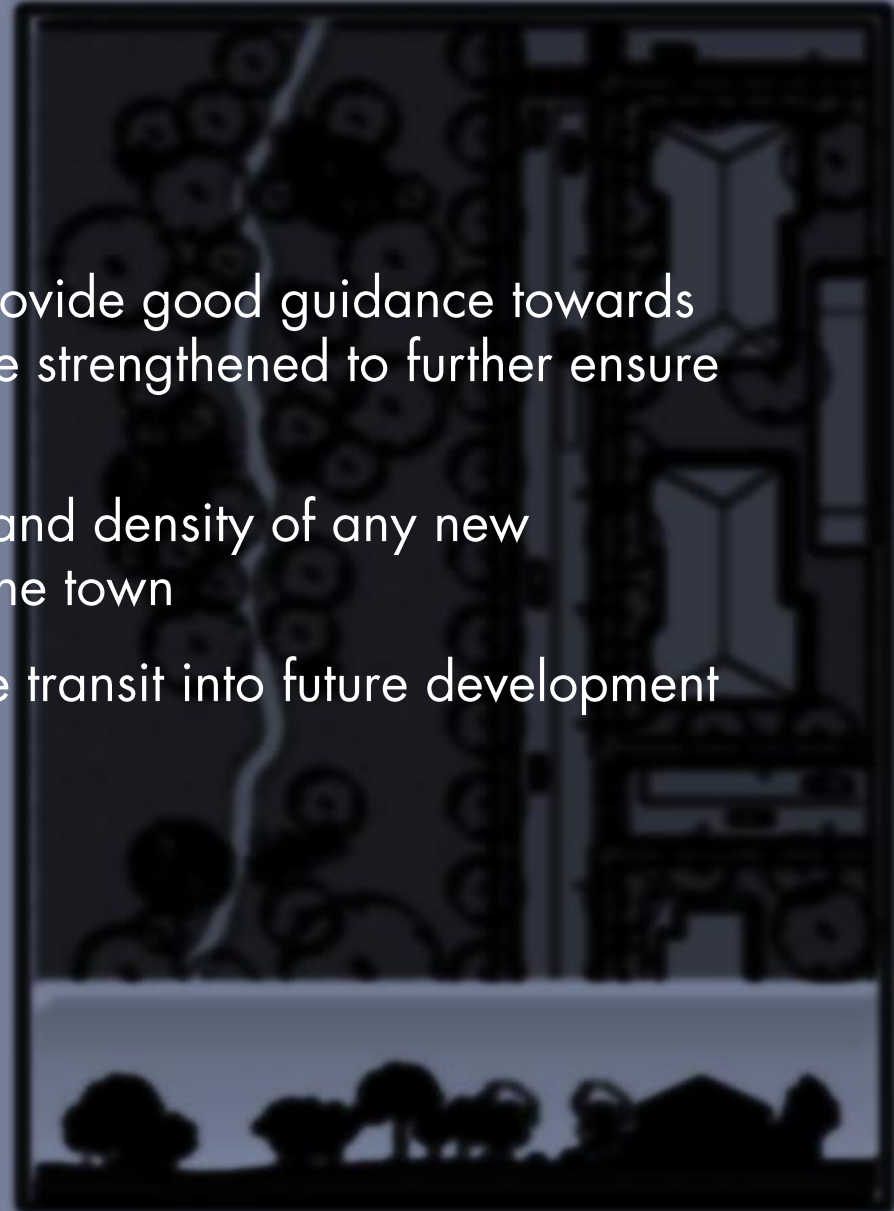 ovide good guidance towards
e strengthened to further ensure
and density of any new
he town
e transit into future development